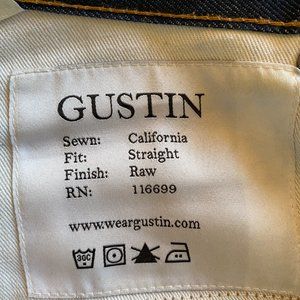 GUSTIN
Sewn: California
Fit: Straight
Finish: Raw
RN: 116699
www.weargustin.com
30C